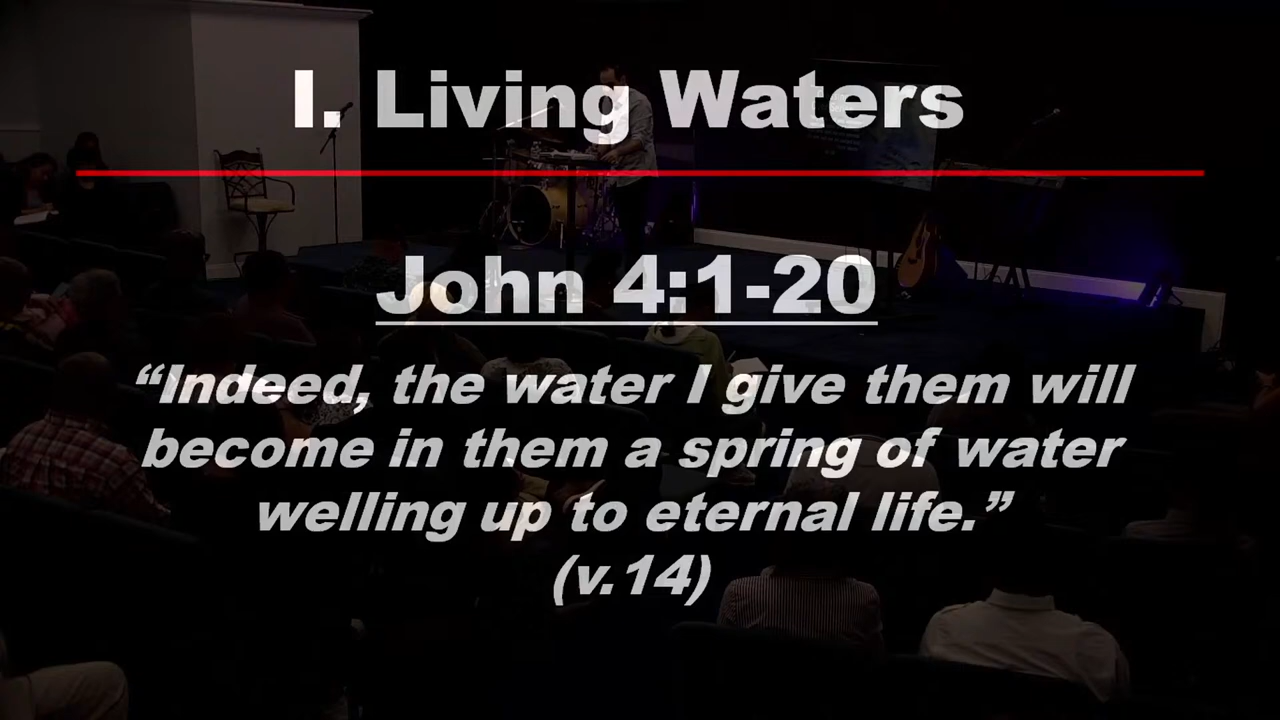 I. Living Waters
John 4:1-20
“Indeed, the water I give them will
become in them a spring of water
welling up to eternal life.”
(v.14)